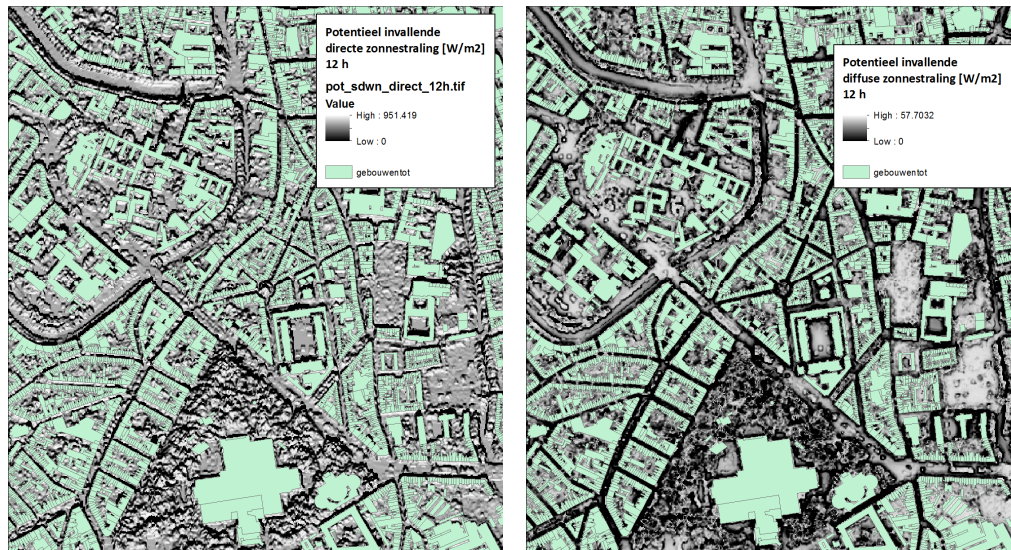 Potentieel invallende
directe zonnestraling [W/m2]
12 h
pot_sdwn_direct_12h.tif
Value
High : 951.419
Low : 0
gebouwentot
Potentieel invallende
diffuse zonnestraling [W/m2]
12 h
High : 57.7032
Low : 0
gebouwentot